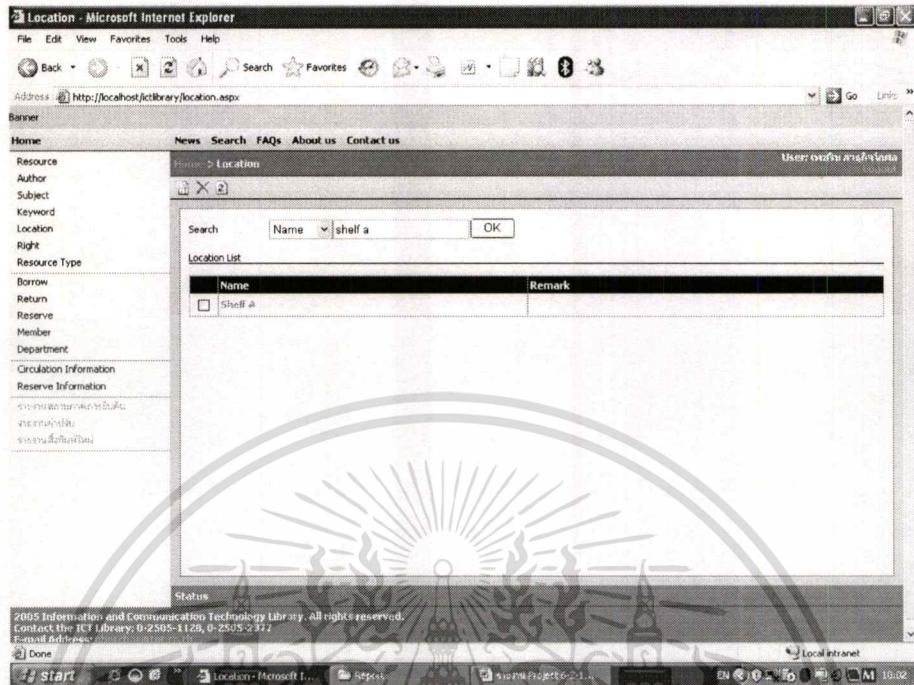 Location - Microsoft Internet Explorer
File Edit View Favorites Tools Help
Back Search Favorites
Address http://localhost/ictlibrary/location.aspx Go Links
Banner
Home News Search FAQs About us Contact us
Home > Location User:
Resource
Author
Subject
Keyword
Location
Right
Resource Type
Borrow
Return
Reserve
Member
Department
Circulation Information
Reserve Information
Search Name shelf a OK
Location List
Name Remark
Shelf A
Status
2005 Information and Communication Technology Library. All rights reserved.
Contact the ICT Library: 0-2505-1128, 0-2505-2377
E-mail Address:
Done Local intranet
start Location - Microsoft I... Report EN 10:02